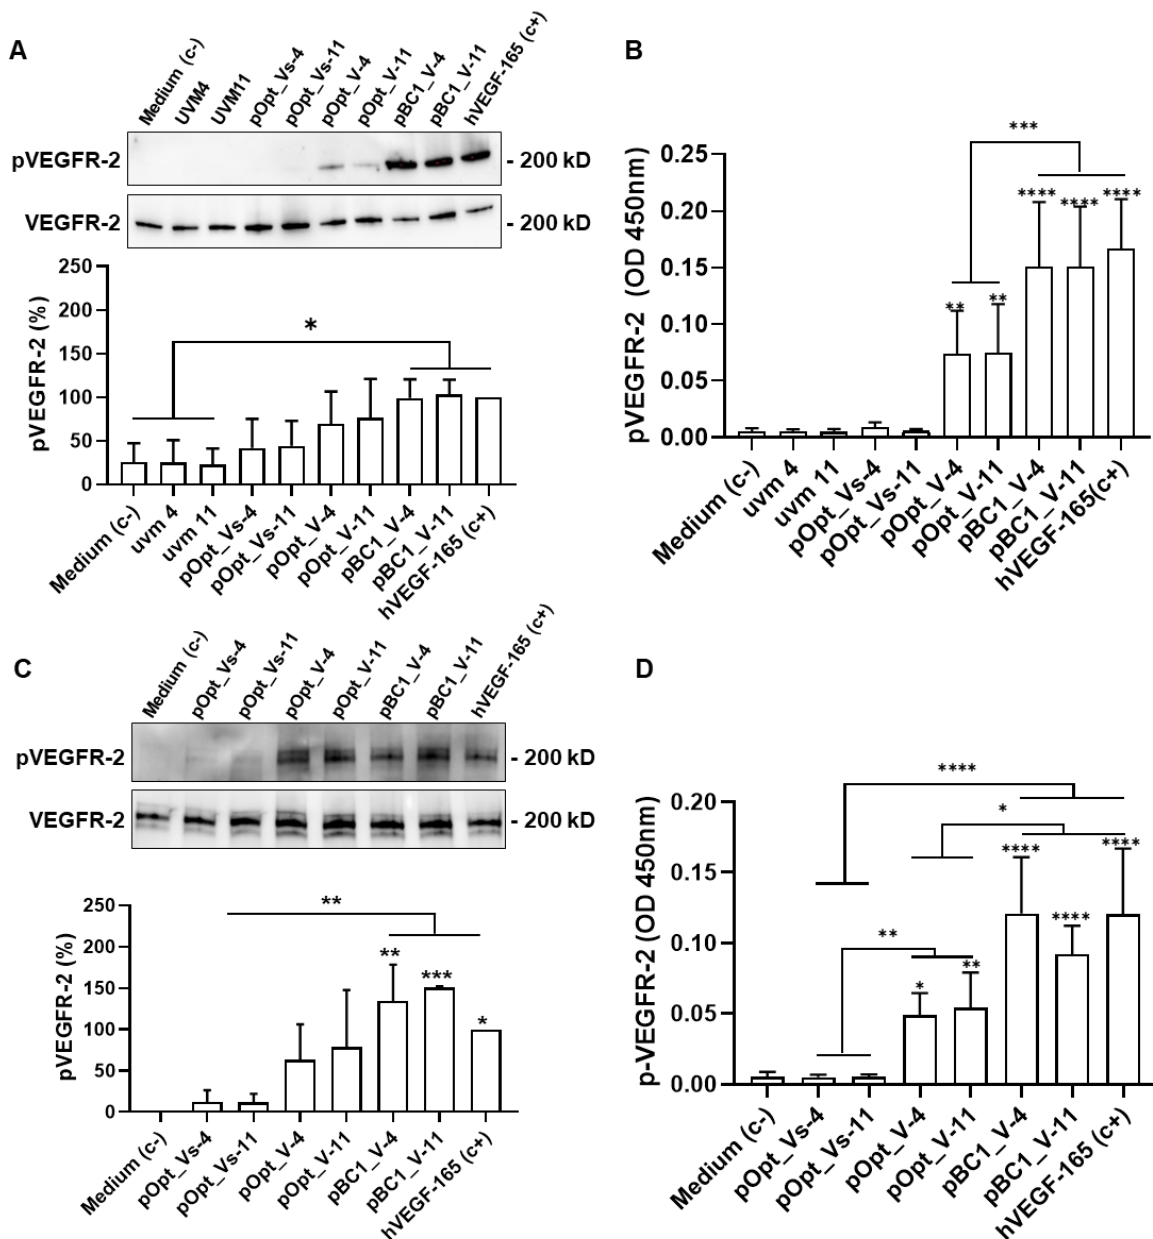 A
Medium (c-)
UVM4
UVM11
pOpt_Vs-4
pOpt_Vs-11
pOpt_V-4
pOpt_V-11
pBC1_V-4
pBC1_V-11
hVEGF-165 (c+)
pVEGFR-2
- 200 kD
VEGFR-2
- 200 kD
pVEGFR-2 (%)
250
200
150
100
50
0
*
Medium (c-)
uvm 4
uvm 11
pOpt_Vs-4
pOpt_Vs-11
pOpt_V-4
pOpt_V-11
pBC1_V-4
pBC1_V-11
hVEGF-165 (c+)
B
pVEGFR-2 (OD 450nm)
0.25
0.20
0.15
0.10
0.05
0.00
***
**
**
****
****
****
Medium (c-)
uvm 4
uvm 11
pOpt_Vs-4
pOpt_Vs-11
pOpt_V-4
pOpt_V-11
pBC1_V-4
pBC1_V-11
hVEGF-165(c+)
C
Medium (c-)
pOpt_Vs-4
pOpt_Vs-11
pOpt_V-4
pOpt_V-11
pBC1_V-4
pBC1_V-11
hVEGF-165 (c+)
pVEGFR-2
- 200 kD
VEGFR-2
- 200 kD
pVEGFR-2 (%)
250
200
150
100
50
0
**
**
***
*
Medium (c-)
pOpt_Vs-4
pOpt_Vs-11
pOpt_V-4
pOpt_V-11
pBC1_V-4
pBC1_V-11
hVEGF-165 (c+)
D
p-VEGFR-2 (OD 450nm)
0.20
0.15
0.10
0.05
0.00
****
*
**
*
**
****
****
****
Medium (c-)
pOpt_Vs-4
pOpt_Vs-11
pOpt_V-4
pOpt_V-11
pBC1_V-4
pBC1_V-11
hVEGF-165 (c+)